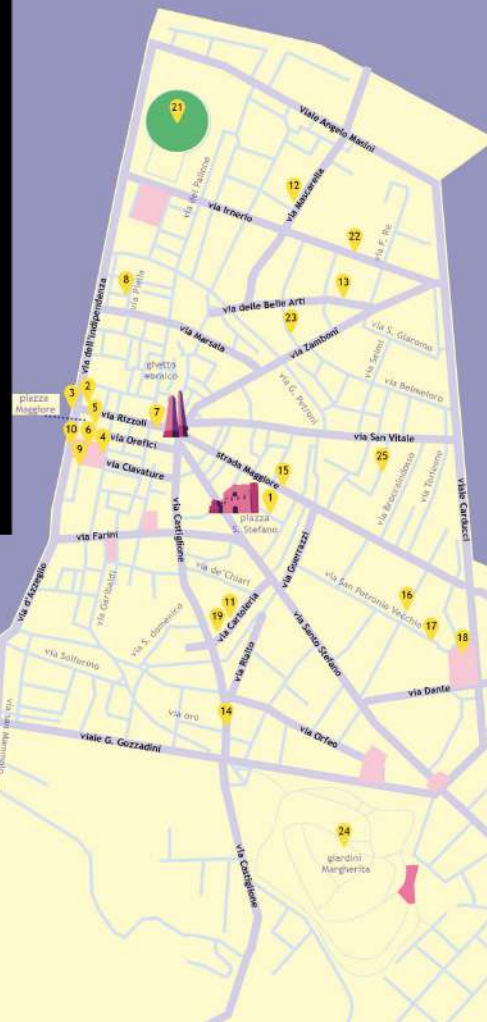 21
Viale Angelo Masini
via del Pallone
12
via Mascarella
via Irnerio
22
via F. Re
8
via Piella
13
via delle Belle Arti
23
via dell'indipendenza
via Marsala
via Zamboni
via S. Giacomo
ghetto
ebraico
via Selmi
via Belmeloro
via G. Petroni
piazza
Maggiore
3
2
5
7
via Rizzoli
10
6
4
via Orefici
9
via Clavature
via San Vitale
strada Maggiore
15
25
via Broccaindosso
via Torleone
viale Carducci
1
piazza
S. Stefano
via Castiglione
via Farini
via Guerrazzi
via de'Chiari
via d'Azzeglio
via Garibaldi
via San Petronio Vecchio
16
11
19
via Cartoleria
17
18
via S. domenico
via Santo Stefano
via Rialto
via Solferino
via Dante
via oro
14
via Orfeo
via San Mammolo
viale G. Gozzadini
24
giardini
Margherita
via Castiglione